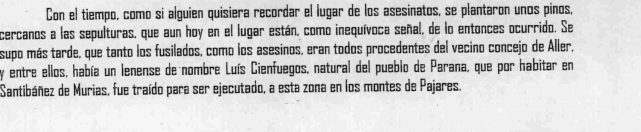 Con el tiempo, como si alguien quisiera recordar el lugar de los asesinatos, se plantaron unos pinos,
cercanos a las sepulturas, que aun hoy en el lugar están, como inequívoca señal, de lo entonces ocurrido. Se
supo más tarde, que tanto los fusilados, como los asesinos, eran todos procedentes del vecino concejo de Aller,
y entre ellos, había un lenense de nombre Luís Cienfuegos, natural del pueblo de Parana, que por habitar en
Santibáñez de Murias, fue traído para ser ejecutado, a esta zona en los montes de Pajares.